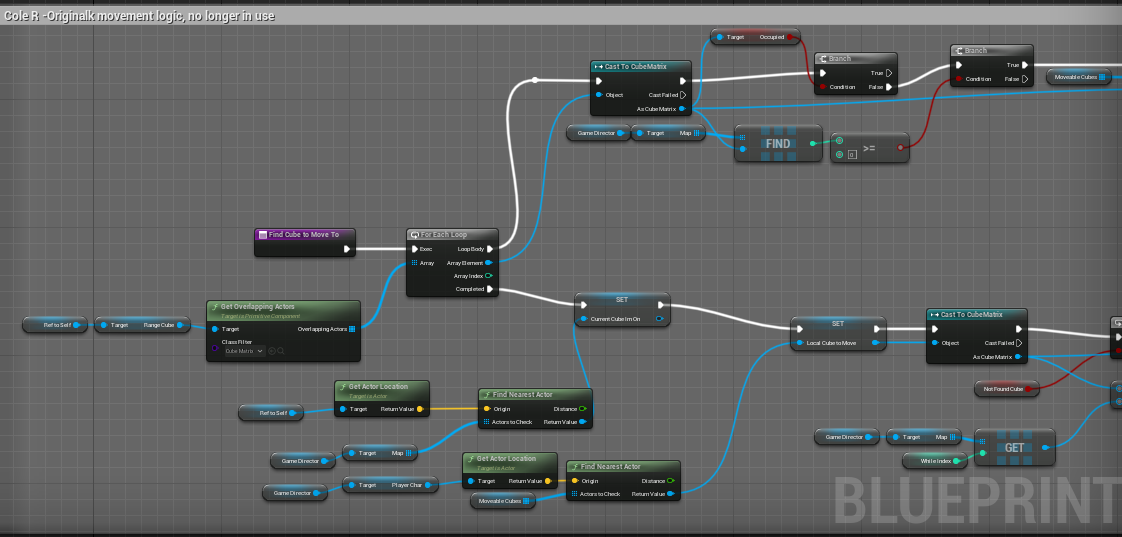 Cole R -Originalk movement logic, no longer in use
Target Occupied
Cast To CubeMatrix
Object Cast Failed
As Cube Matrix
Branch
True
Condition False
Branch
True
Condition False
Moveable Cubes
Game Director
Target Map
FIND
0
>=
Find Cube to Move To
For Each Loop
Exec Loop Body
Array Array Element
Array Index
Completed
Get Overlapping Actors
Target is Primitive Component
Target Overlapping Actors
Class Filter
Cube Matrix
Ref to Self
Target Range Cube
SET
Current Cube Im On
SET
Local Cube to Move
Cast To CubeMatrix
Object Cast Failed
As Cube Matrix
Not Found Cube
Get Actor Location
Target is Actor
Target Return Value
Ref to Self
Find Nearest Actor
Origin Distance
Actors to Check Return Value
Game Director
Target Map
Get Actor Location
Target is Actor
Target Return Value
Game Director
Target Player Char
Moveable Cubes
Find Nearest Actor
Origin Distance
Actors to Check Return Value
Game Director
Target Map
While Index
GET
BLUEPRINT